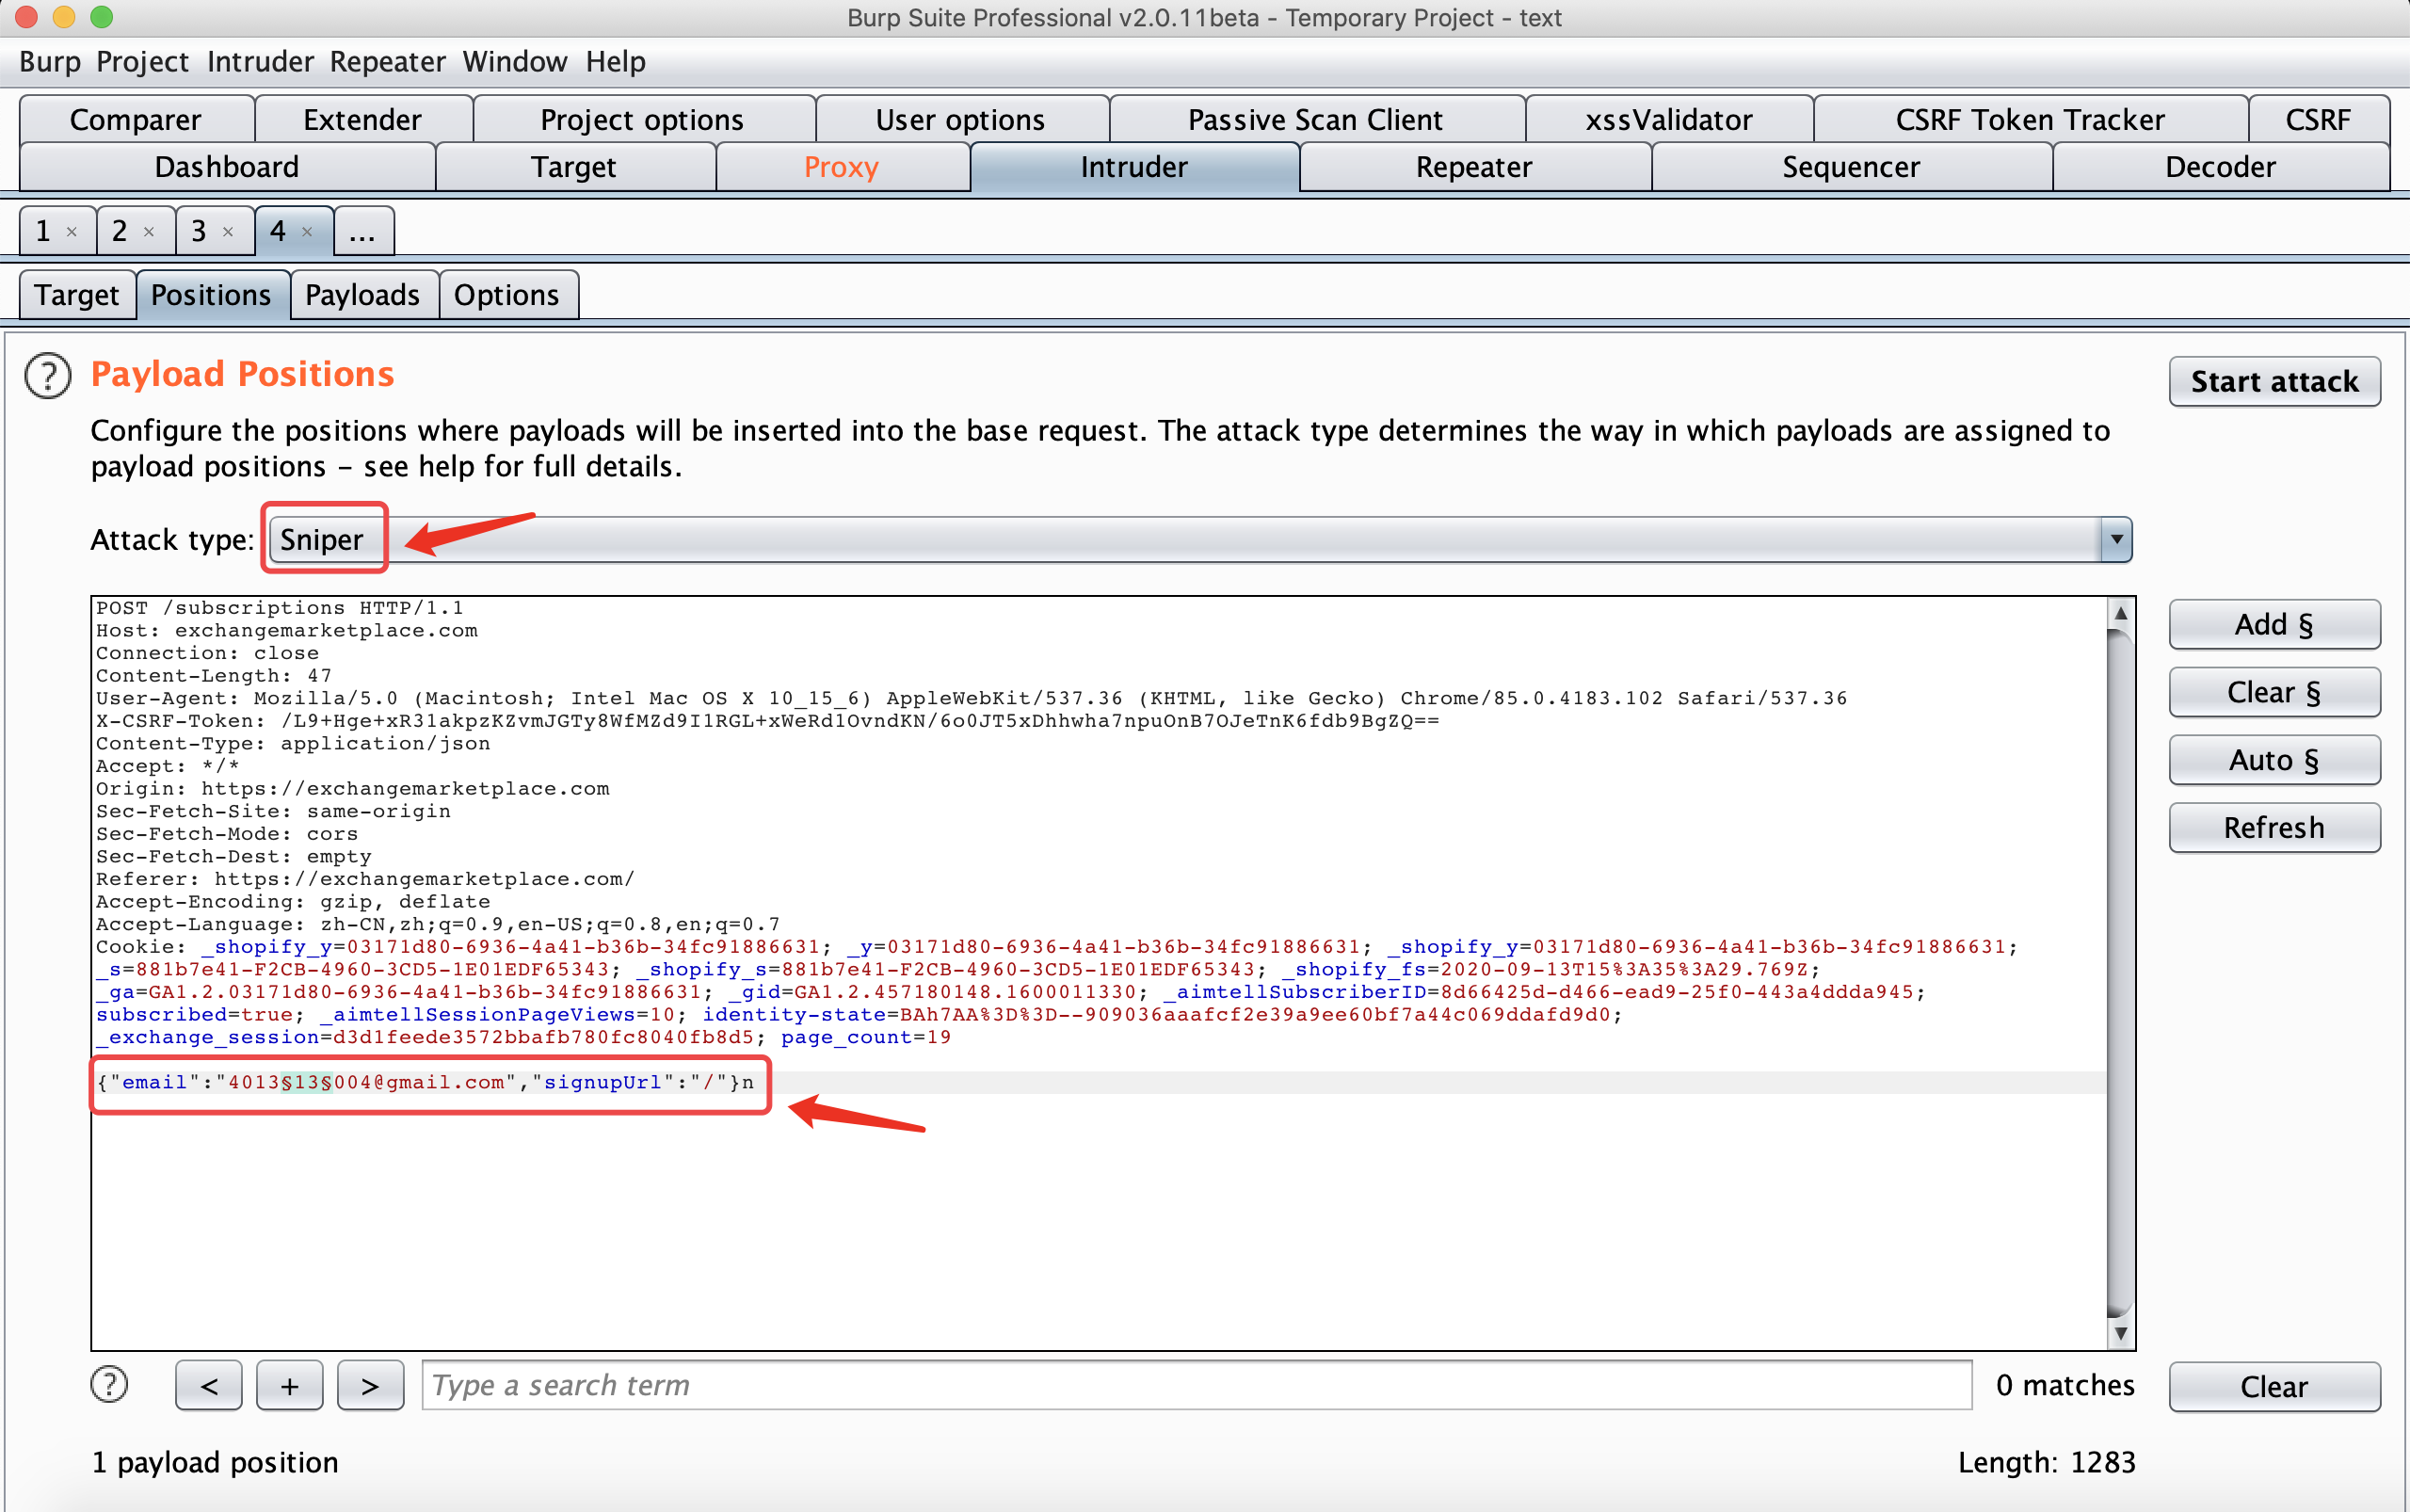 Burp Suite Professional v2.0.11beta - Temporary Project - text
Burp Project Intruder Repeater Window Help
Comparer Extender Project options User options Passive Scan Client xssValidator CSRF Token Tracker CSRF
Dashboard Target Proxy Intruder Repeater Sequencer Decoder
1 × 2 × 3 × 4 × ...
Target Positions Payloads Options
? Payload Positions Start attack
Configure the positions where payloads will be inserted into the base request. The attack type determines the way in which payloads are assigned to
payload positions – see help for full details.
Attack type: Sniper
POST /subscriptions HTTP/1.1
Host: exchangemarketplace.com
Connection: close
Content-Length: 47
User-Agent: Mozilla/5.0 (Macintosh; Intel Mac OS X 10_15_6) AppleWebKit/537.36 (KHTML, like Gecko) Chrome/85.0.4183.102 Safari/537.36
X-CSRF-Token: /L9+Hge+xR31akpzKZvmJGTy8WfMZd9I1RGL+xWeRdlOvndKN/6o0JT5xDhhwha7npuOnB7OJeTnK6fdb9BgZQ==
Content-Type: application/json
Accept: */*
Origin: https://exchangemarketplace.com
Sec-Fetch-Site: same-origin
Sec-Fetch-Mode: cors
Sec-Fetch-Dest: empty
Referer: https://exchangemarketplace.com/
Accept-Encoding: gzip, deflate
Accept-Language: zh-CN,zh;q=0.9,en-US;q=0.8,en;q=0.7
Cookie: _shopify_y=03171d80-6936-4a41-b36b-34fc91886631; _y=03171d80-6936-4a41-b36b-34fc91886631; _shopify_y=03171d80-6936-4a41-b36b-34fc91886631;
_s=881b7e41-F2CB-4960-3CD5-1E01EDF65343; _shopify_s=881b7e41-F2CB-4960-3CD5-1E01EDF65343; _shopify_fs=2020-09-13T15%3A35%3A29.769Z;
_ga=GA1.2.03171d80-6936-4a41-b36b-34fc91886631; _gid=GA1.2.457180148.1600011330; _aimtellSubscriberID=8d66425d-d466-ead9-25f0-443a4ddda945;
subscribed=true; _aimtellSessionPageViews=10; identity-state=BAh7AA%3D%3D--909036aaafcf2e39a9ee60bf7a44c069ddafd9d0;
_exchange_session=d3d1feede3572bbafb780fc8040fb8d5; page_count=19
{"email":"4013§13§004@gmail.com","signupUrl":"/"}n
Add §
Clear §
Auto §
Refresh
? < + > Type a search term 0 matches Clear
1 payload position Length: 1283